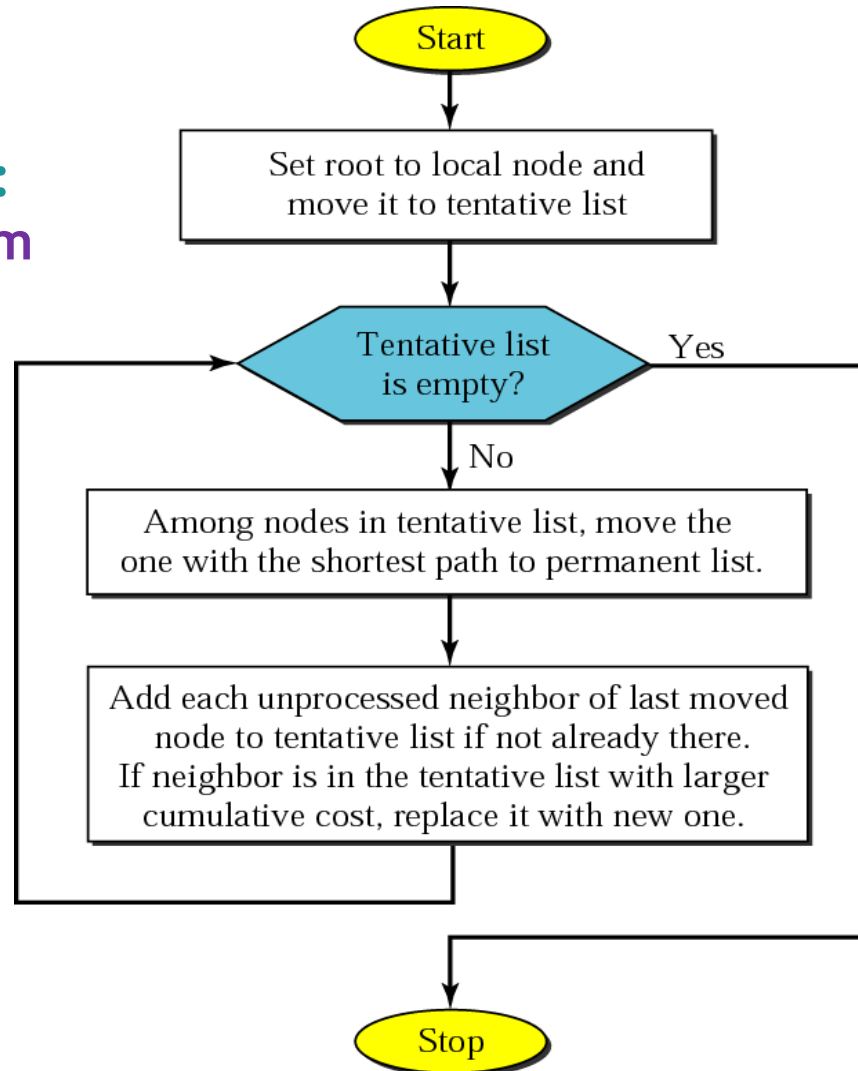 Start
:
m
Set root to local node and
move it to tentative list
Tentative list
is empty?
Yes
No
Among nodes in tentative list, move the
one with the shortest path to permanent list.
Add each unprocessed neighbor of last moved
node to tentative list if not already there.
If neighbor is in the tentative list with larger
cumulative cost, replace it with new one.
Stop